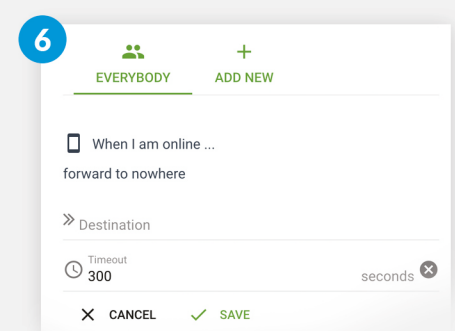 6
EVERYBODY
ADD NEW
When I am online ...
forward to nowhere
Destination
Timeout
300
seconds
CANCEL
SAVE